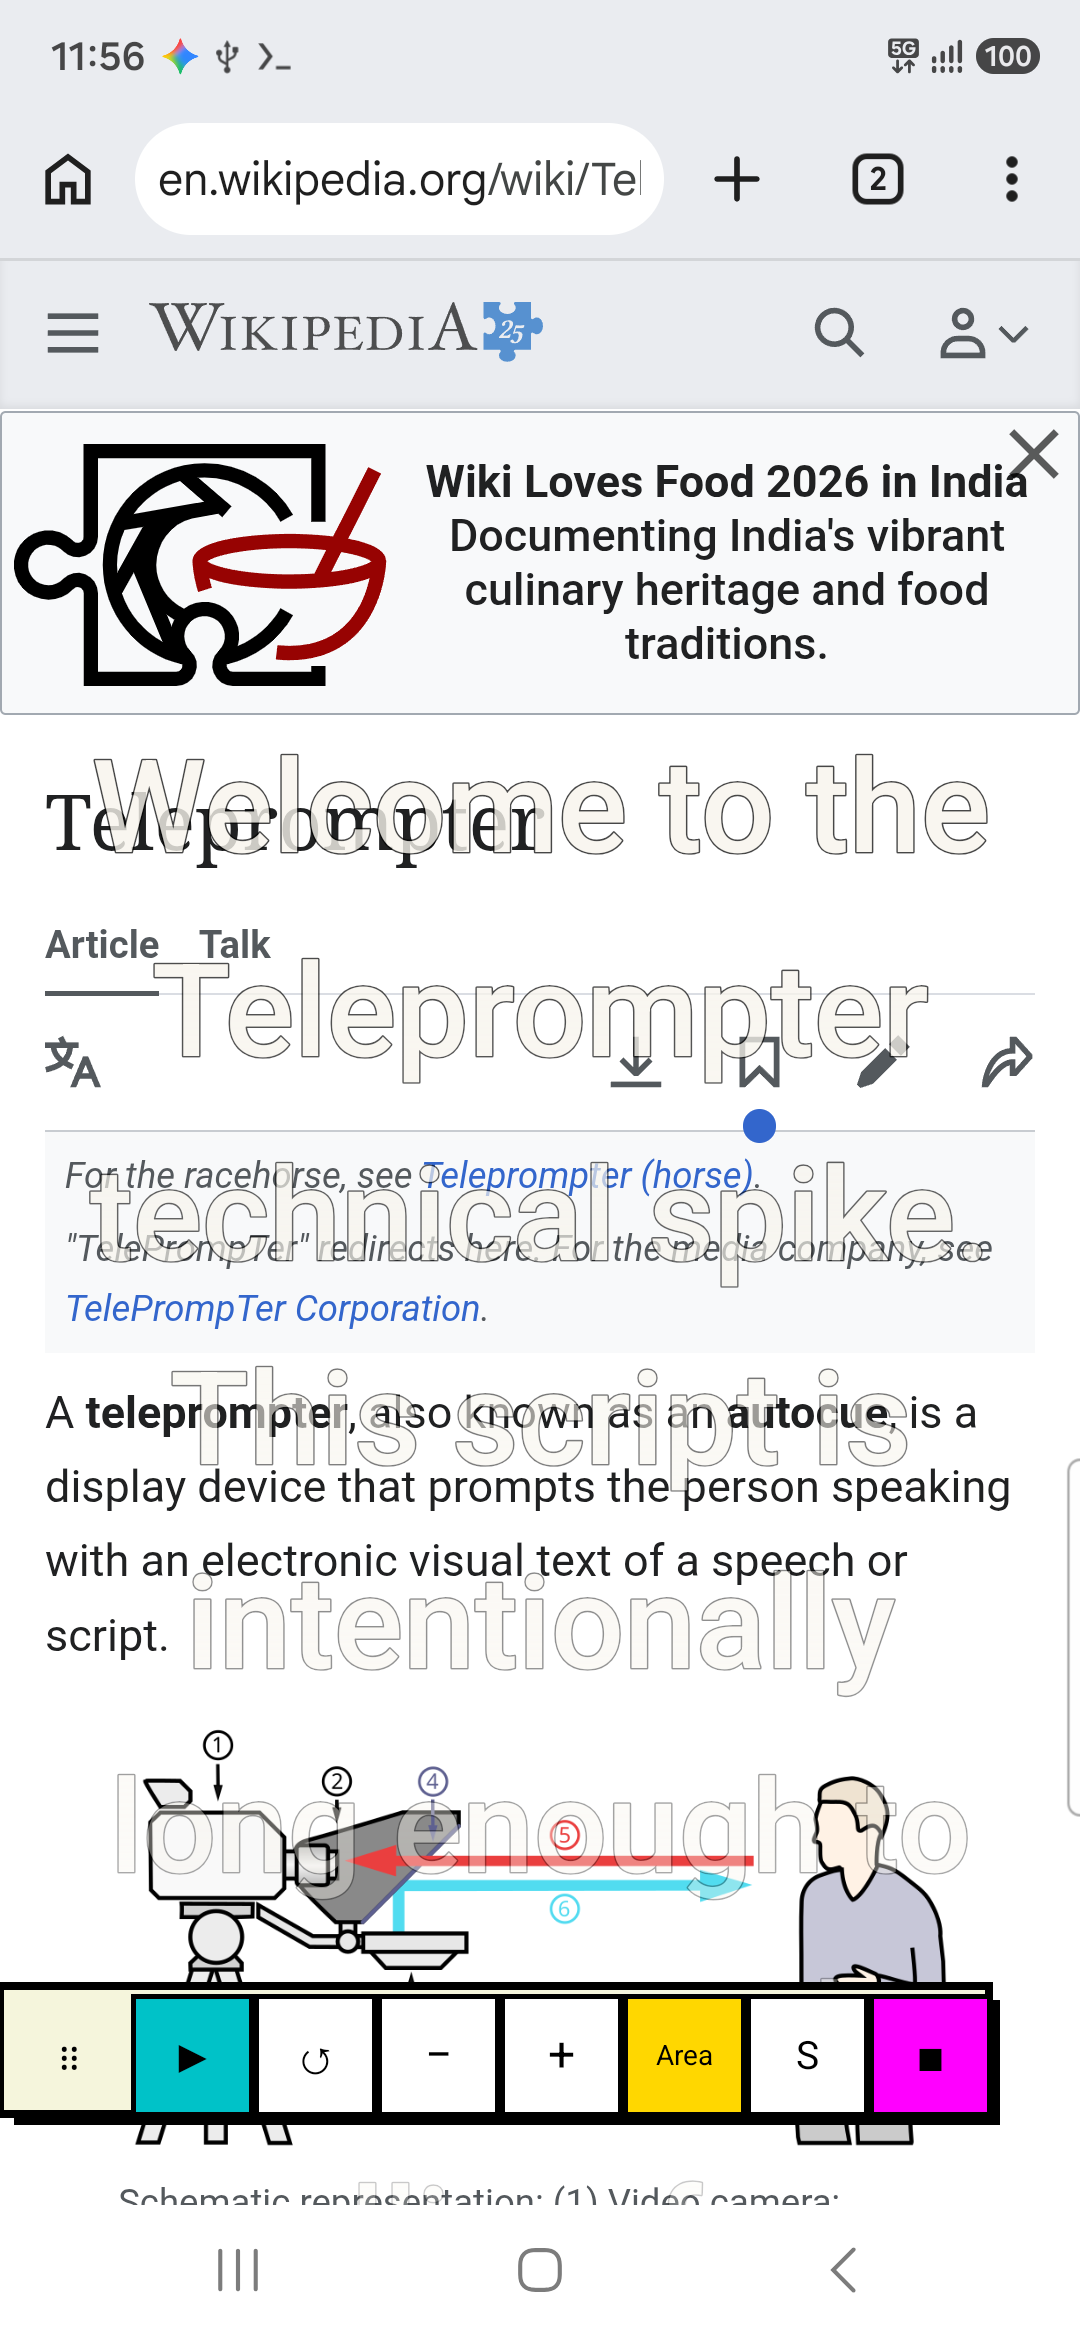 11:56
5G
100
en.wikipedia.org/wiki/Tel
2
WIKIPEDIA 25
Wiki Loves Food 2026 in India
Documenting India's vibrant
culinary heritage and food
traditions.
Welcome to the
Teleprompter
Article Talk
Teleprompter
For the racehorse, see Teleprompter (horse).
technical spike.
"TelePrompTer" redirects here. For the media company, see
TelePrompTer Corporation.
This script is
A teleprompter, also known as an autocue, is a
display device that prompts the person speaking
with an electronic visual text of a speech or
script.
intentionally
1
2
4
long enough to
5
6
− + Area S
Schematic representation: (1) Video camera;